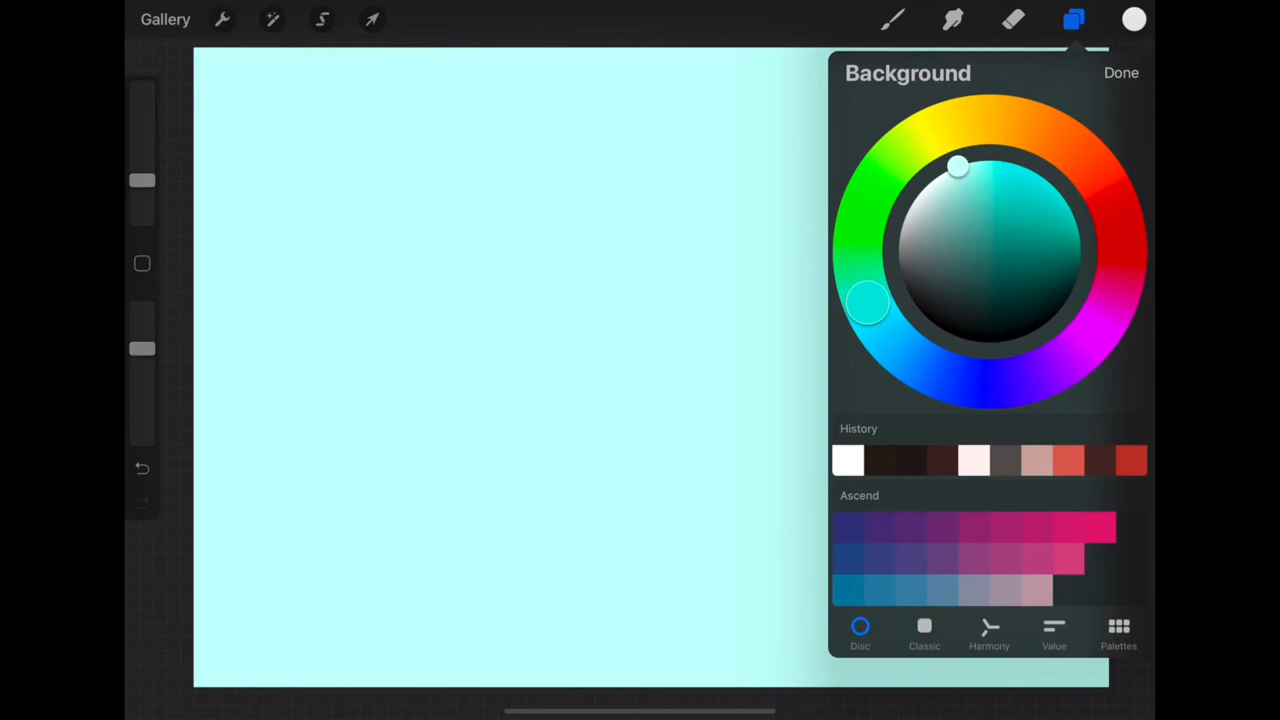 Gallery
Background
Done
History
Ascend
Disc
Classic
Harmony
Value
Palettes